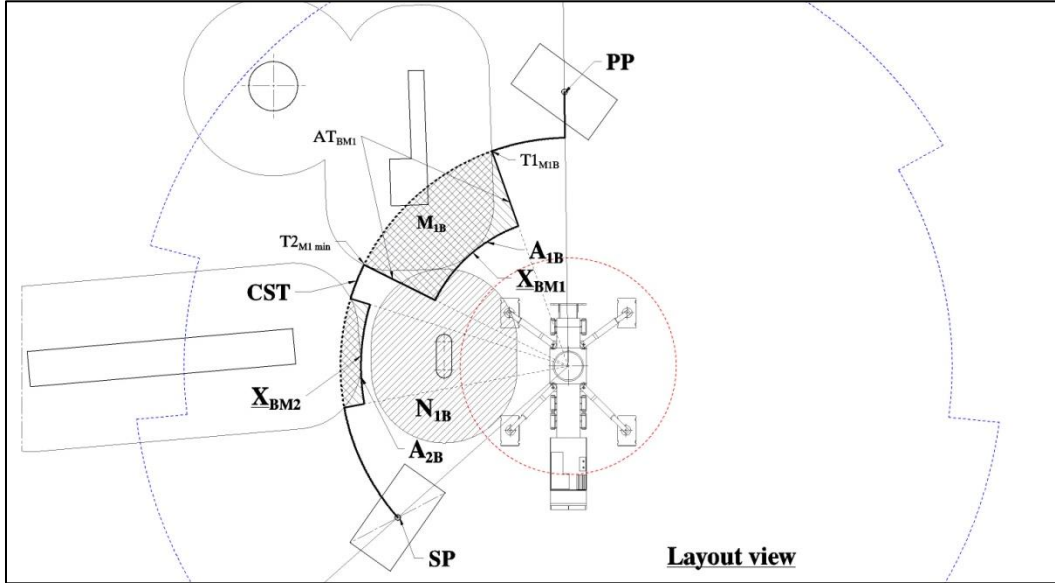 PP
AT_BM1
T1_M1B
M_1B
T2_M1 min
A_1B
X_BM1
CST
X_BM2
N_1B
A_2B
SP
Layout view